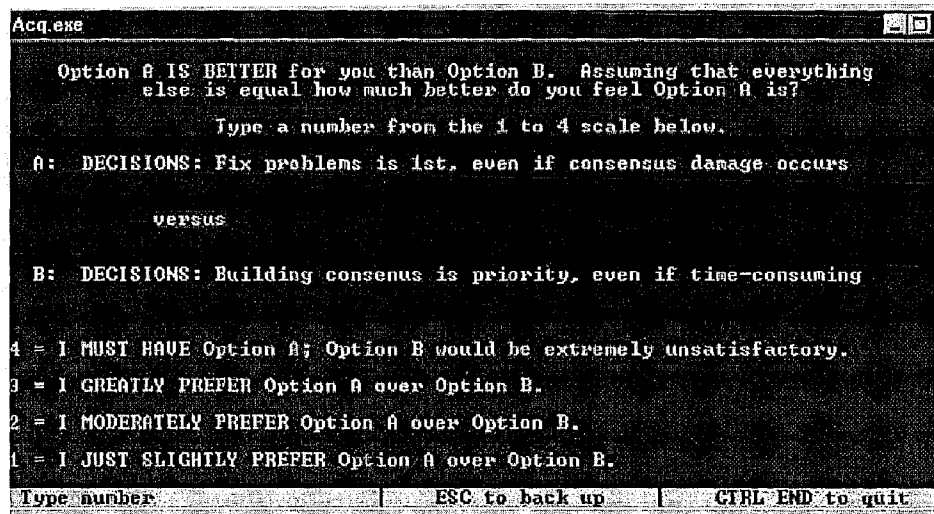 Acq.exe
Option A IS BETTER for you than Option B. Assuming that everything
else is equal how much better do you feel Option A is?
Type a number from the 1 to 4 scale below.
A: DECISIONS: Fix problems is 1st, even if consensus damage occurs
versus
B: DECISIONS: Building consenus is priority, even if time-consuming
4 = I MUST HAVE Option A; Option B would be extremely unsatisfactory.
3 = I GREATLY PREFER Option A over Option B.
2 = I MODERATELY PREFER Option A over Option B.
1 = I JUST SLIGHTLY PREFER Option A over Option B.
Type number ESC to back up CTRL END to quit